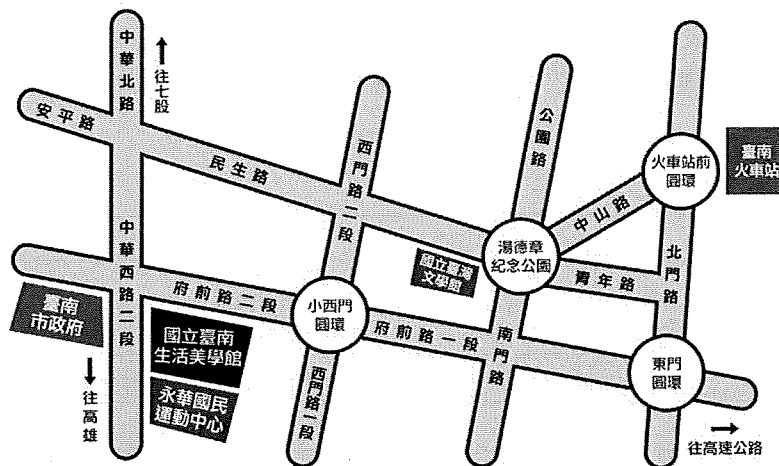 中華北路
往七股
安平路
民生路
西門路二段
公園路
火車站前
圓環
臺南
火車站
中山路
湯德章
紀念公園
國立臺灣
文學館
青年路
北門路
中華西路二段
府前路二段
小西門
圓環
府前路一段
南門路
東門
圓環
臺南
市政府
國立臺南
生活美學館
永華國民
運動中心
西門路一段
往高雄
往高速公路